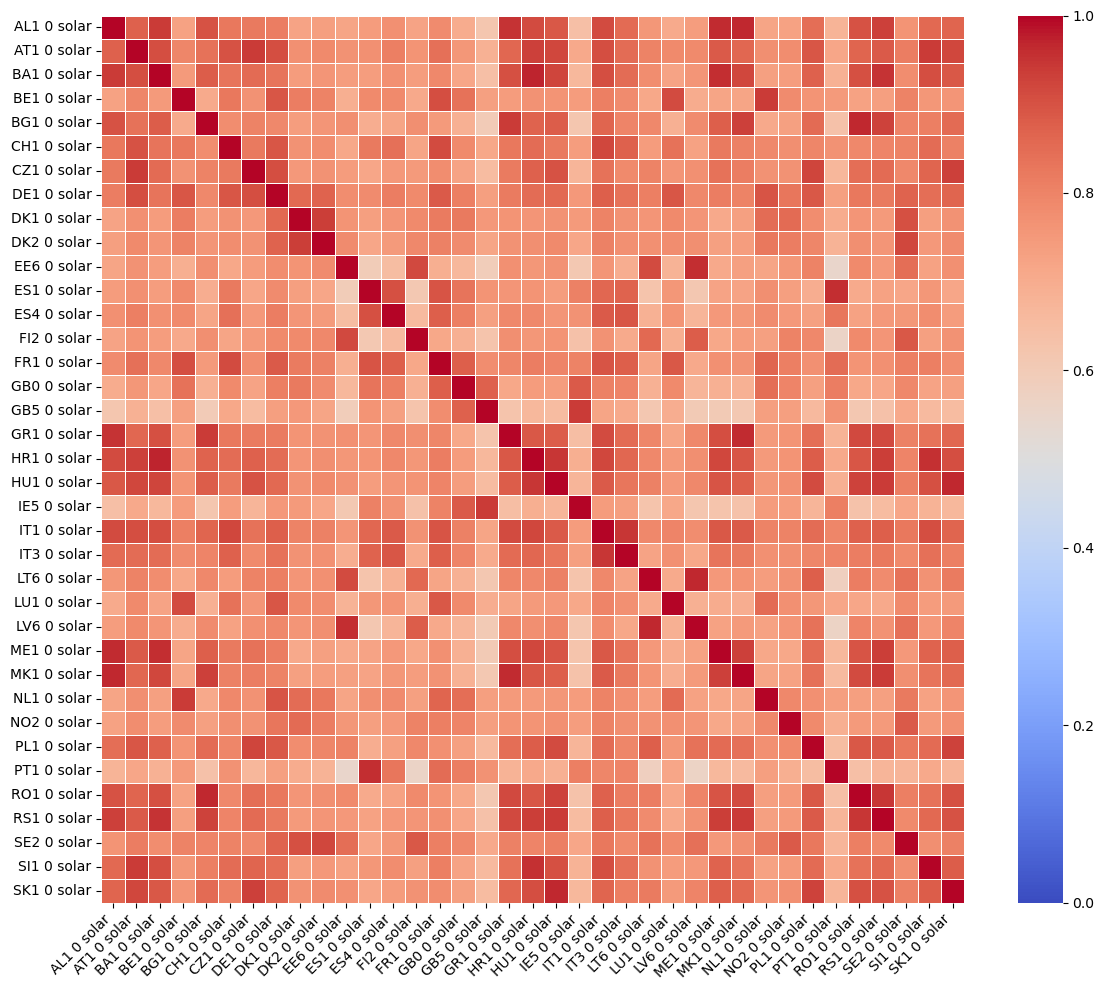 AL1 0 solar
AT1 0 solar
BA1 0 solar
BE1 0 solar
BG1 0 solar
CH1 0 solar
CZ1 0 solar
DE1 0 solar
DK1 0 solar
DK2 0 solar
EE6 0 solar
ES1 0 solar
ES4 0 solar
FI2 0 solar
FR1 0 solar
GB0 0 solar
GB5 0 solar
GR1 0 solar
HR1 0 solar
HU1 0 solar
IE5 0 solar
IT1 0 solar
IT3 0 solar
LT6 0 solar
LU1 0 solar
LV6 0 solar
ME1 0 solar
MK1 0 solar
NL1 0 solar
NO2 0 solar
PL1 0 solar
PT1 0 solar
RO1 0 solar
RS1 0 solar
SE2 0 solar
SI1 0 solar
SK1 0 solar
AL1 0 solar
AT1 0 solar
BA1 0 solar
BE1 0 solar
BG1 0 solar
CH1 0 solar
CZ1 0 solar
DE1 0 solar
DK1 0 solar
DK2 0 solar
EE6 0 solar
ES1 0 solar
ES4 0 solar
FI2 0 solar
FR1 0 solar
GB0 0 solar
GB5 0 solar
GR1 0 solar
HR1 0 solar
HU1 0 solar
IE5 0 solar
IT1 0 solar
IT3 0 solar
LT6 0 solar
LU1 0 solar
LV6 0 solar
ME1 0 solar
MK1 0 solar
NL1 0 solar
NO2 0 solar
PL1 0 solar
PT1 0 solar
RO1 0 solar
RS1 0 solar
SE2 0 solar
SI1 0 solar
SK1 0 solar
1.0
0.8
0.6
0.4
0.2
0.0